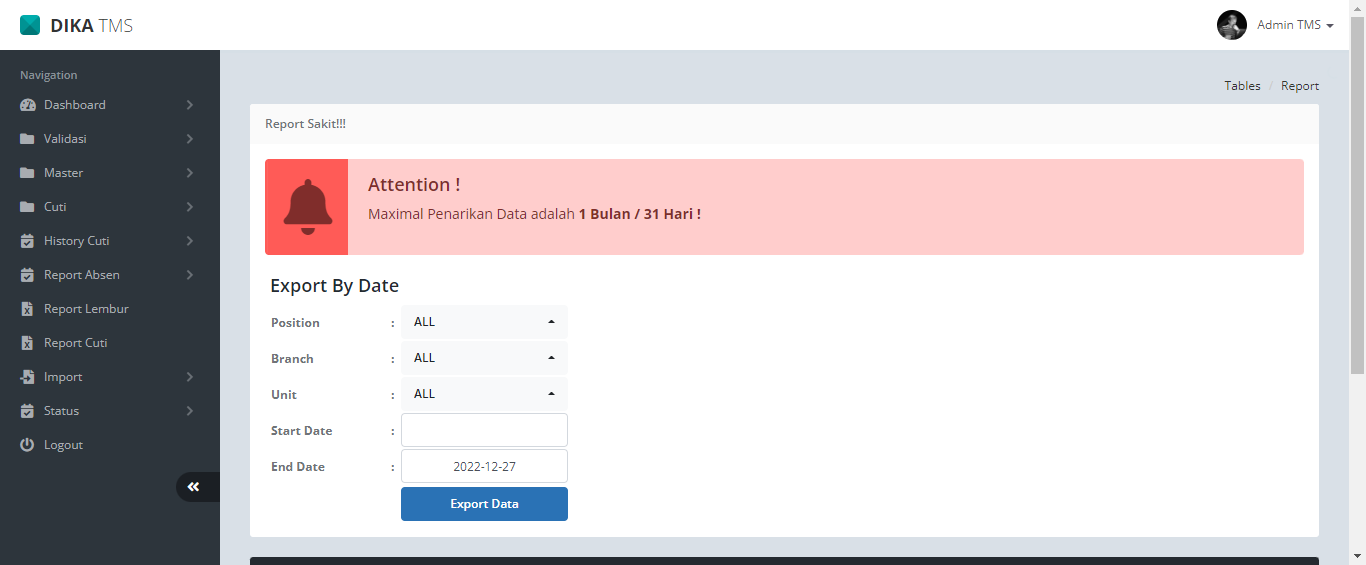 DIKA TMS
Admin TMS
Navigation
Dashboard
Validasi
Master
Cuti
History Cuti
Report Absen
Report Lembur
Report Cuti
Import
Status
Logout
Tables / Report
Report Sakit!!!
Attention !
Maximal Penarikan Data adalah 1 Bulan / 31 Hari !
Export By Date
Position : ALL
Branch : ALL
Unit : ALL
Start Date :
End Date : 2022-12-27
Export Data